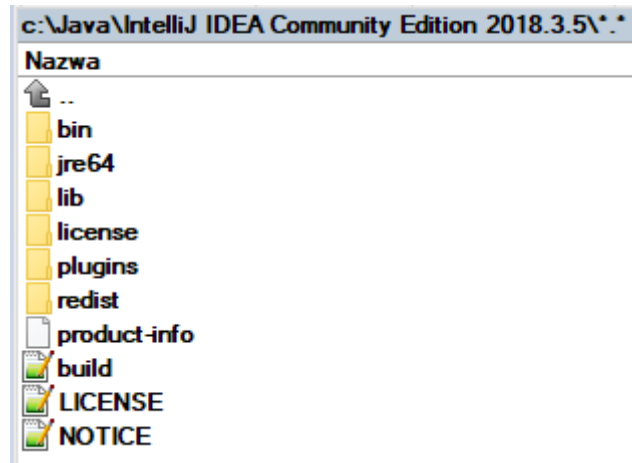 c:\Java\IntelliJ IDEA Community Edition 2018.3.5\*.*
Nazwa
..
bin
jre64
lib
license
plugins
redist
product-info
build
LICENSE
NOTICE